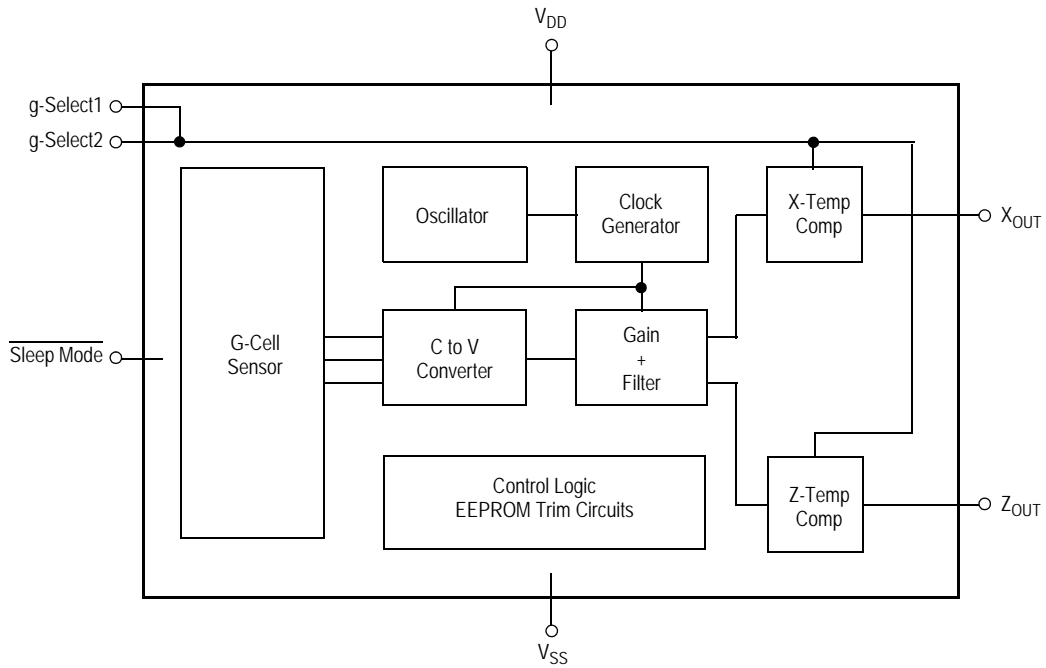 VDD
g-Select1
g-Select2
Oscillator
Clock
Generator
X-Temp
Comp
XOUT
G-Cell
Sensor
Sleep Mode
C to V
Converter
Gain
+
Filter
Control Logic
EEPROM Trim Circuits
Z-Temp
Comp
ZOUT
VSS